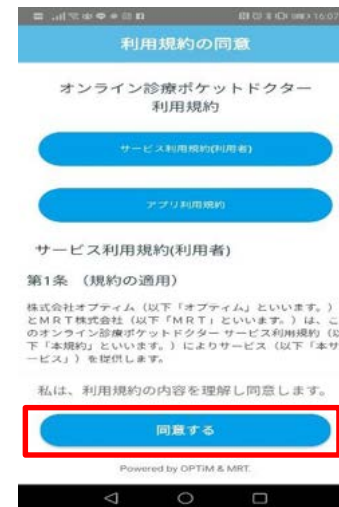 16:07
利用規約の同意
オンライン診療ポケットドクター
利用規約
サービス利用規約(利用者)
アプリ利用規約
サービス利用規約(利用者)
第1条 （規約の適用）
株式会社オプティム（以下「オプティム」といいます。）
とＭＲＴ株式会社（以下「ＭＲＴ」といいます。）は、こ
のオンライン診療ポケットドクター サービス利用規約（以
下「本規約」といいます。）によりサービス（以下「本サ
ービス」）を提供します。
私は、利用規約の内容を理解し同意します。
同意する
Powered by OPTiM & MRT.